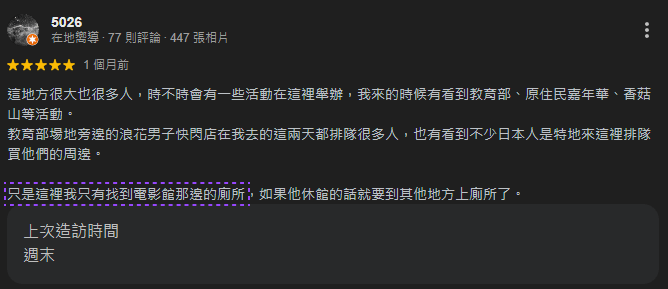 5026
在地嚮導 · 77 則評論 · 447 張相片
1 個月前
這地方很大也很多人，時不時會有一些活動在這裡舉辦，我來的時候有看到教育部、原住民嘉年華、香菇
山等活動。
教育部場地旁邊的浪花男子快閃店在我去的這兩天都排隊很多人，也有看到不少日本人是特地來這裡排隊
買他們的周邊。
只是這裡我只有找到電影館那邊的廁所，如果他休館的話就要到其他地方上廁所了。
上次造訪時間
週末